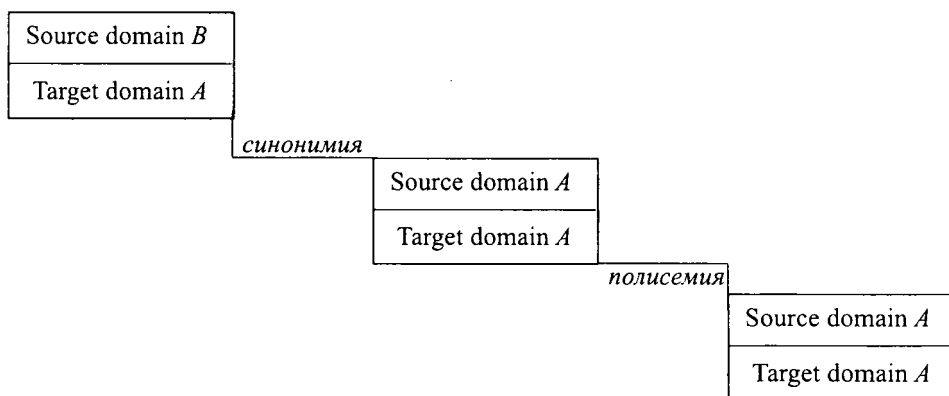 Source domain B
Target domain A
синонимия
Source domain A
Target domain A
полисемия
Source domain A
Target domain A